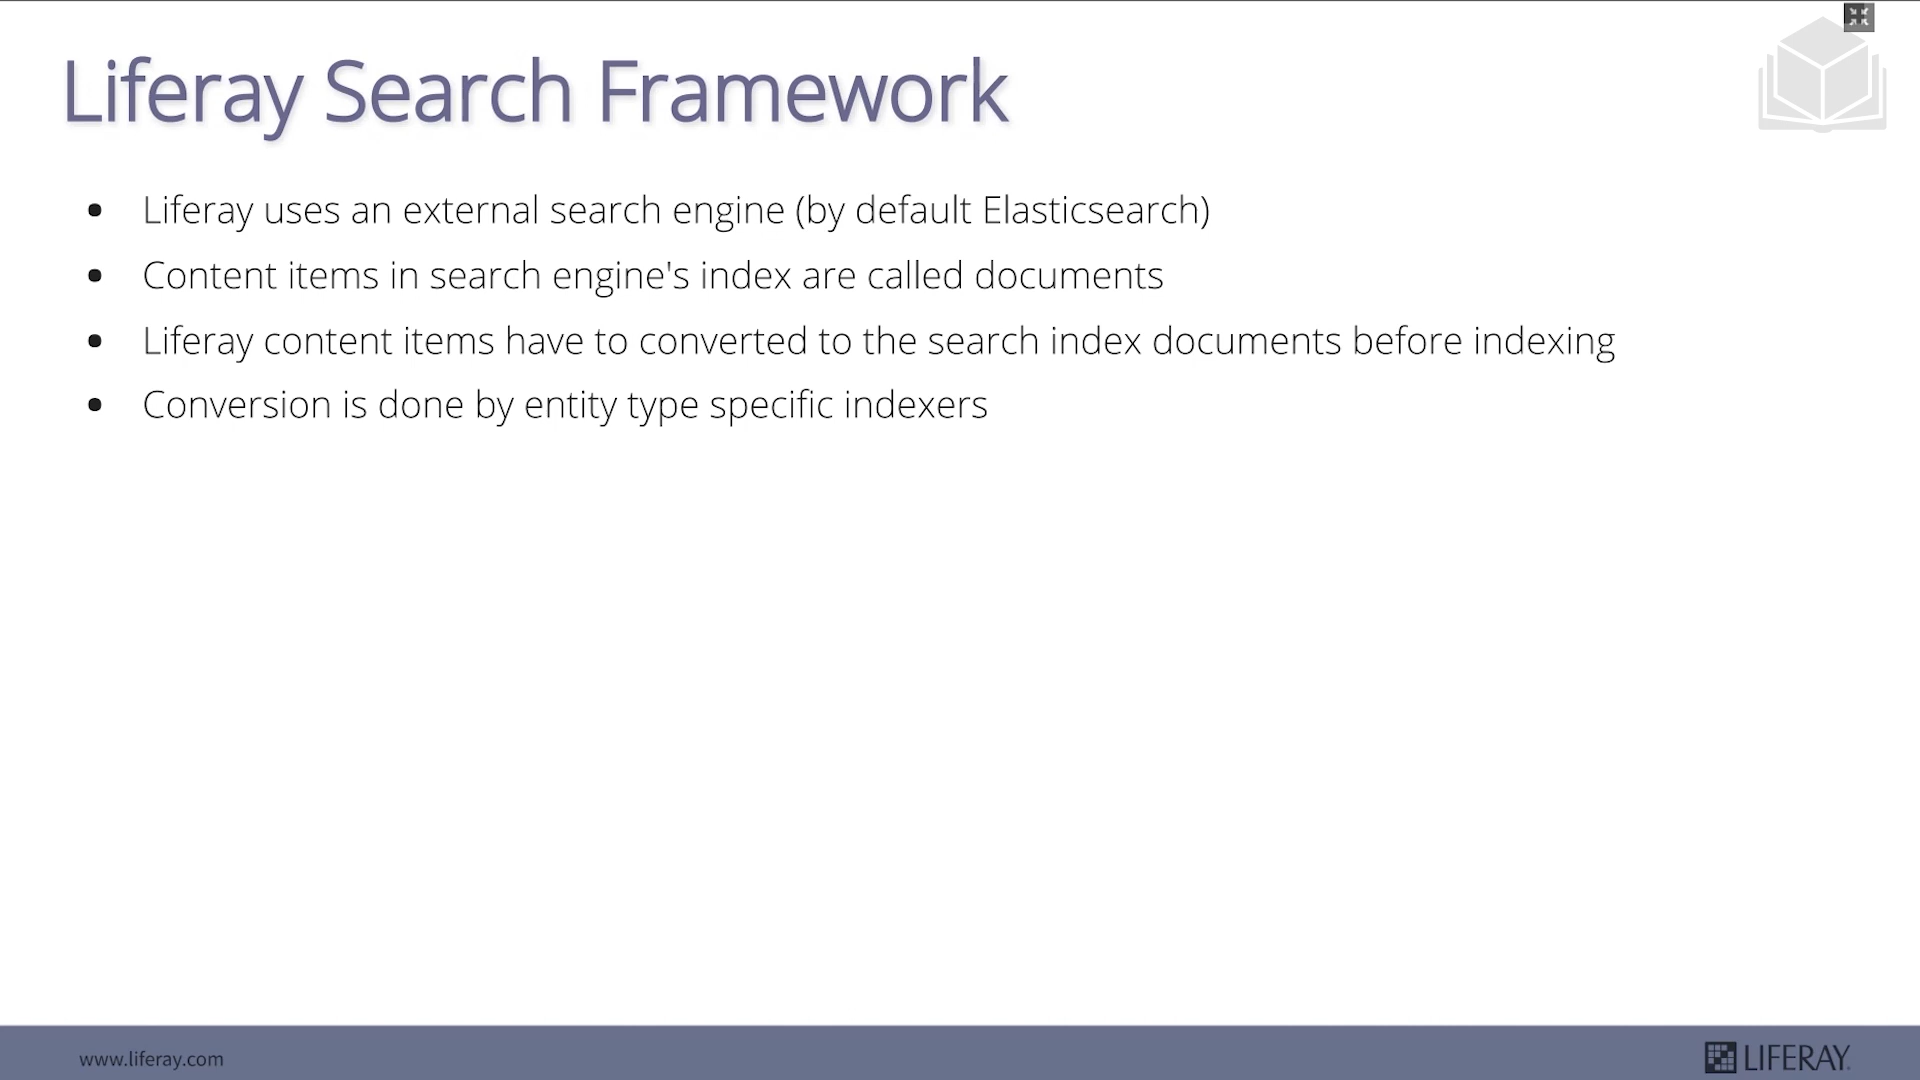 Liferay Search Framework
• Liferay uses an external search engine (by default Elasticsearch)
• Content items in search engine's index are called documents
• Liferay content items have to converted to the search index documents before indexing
• Conversion is done by entity type specific indexers
www.liferay.com
LIFERAY.